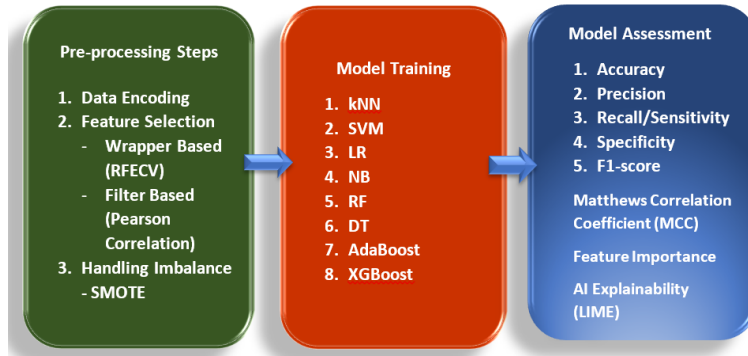 Pre-processing Steps
1. Data Encoding
2. Feature Selection
- Wrapper Based
(RFECV)
- Filter Based
(Pearson
Correlation)
3. Handling Imbalance
- SMOTE
Model Training
1. kNN
2. SVM
3. LR
4. NB
5. RF
6. DT
7. AdaBoost
8. XGBoost
Model Assessment
1. Accuracy
2. Precision
3. Recall/Sensitivity
4. Specificity
5. F1-score
Matthews Correlation
Coefficient (MCC)
Feature Importance
AI Explainability
(LIME)